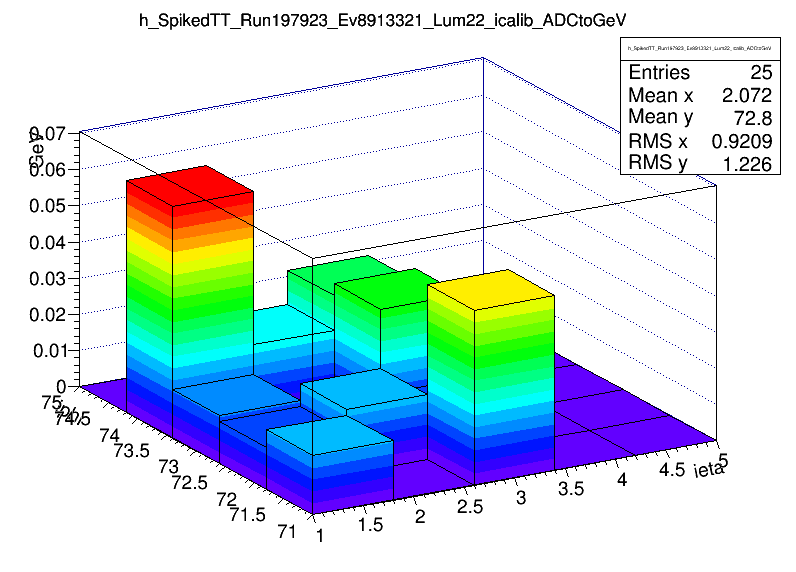 h_SpikedTT_Run197923_Ev8913321_Lum22_icalib_ADCtoGeV
h_SpikedTT_Run197923_Ev8913321_Lum22_icalib_ADCtoGeV
Entries 25
Mean x 2.072
Mean y 72.8
RMS x 0.9209
RMS y 1.226
GeV
0.07
0.06
0.05
0.04
0.03
0.02
0.01
0
75
74.5
74
73.5
73
72.5
72
71.5
71
1
1.5
2
2.5
3
3.5
4
4.5
5
ieta